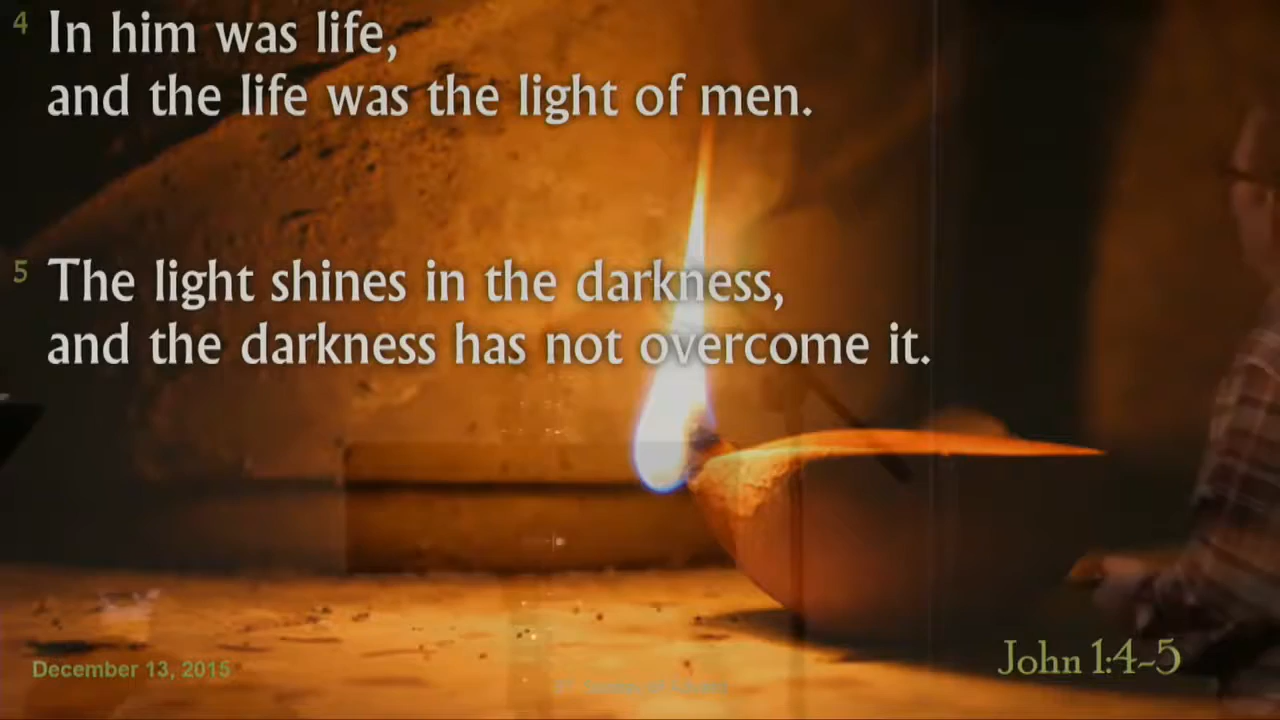 4 In him was life,
and the life was the light of men.
5 The light shines in the darkness,
and the darkness has not overcome it.
December 13, 2015
John 1:4-5